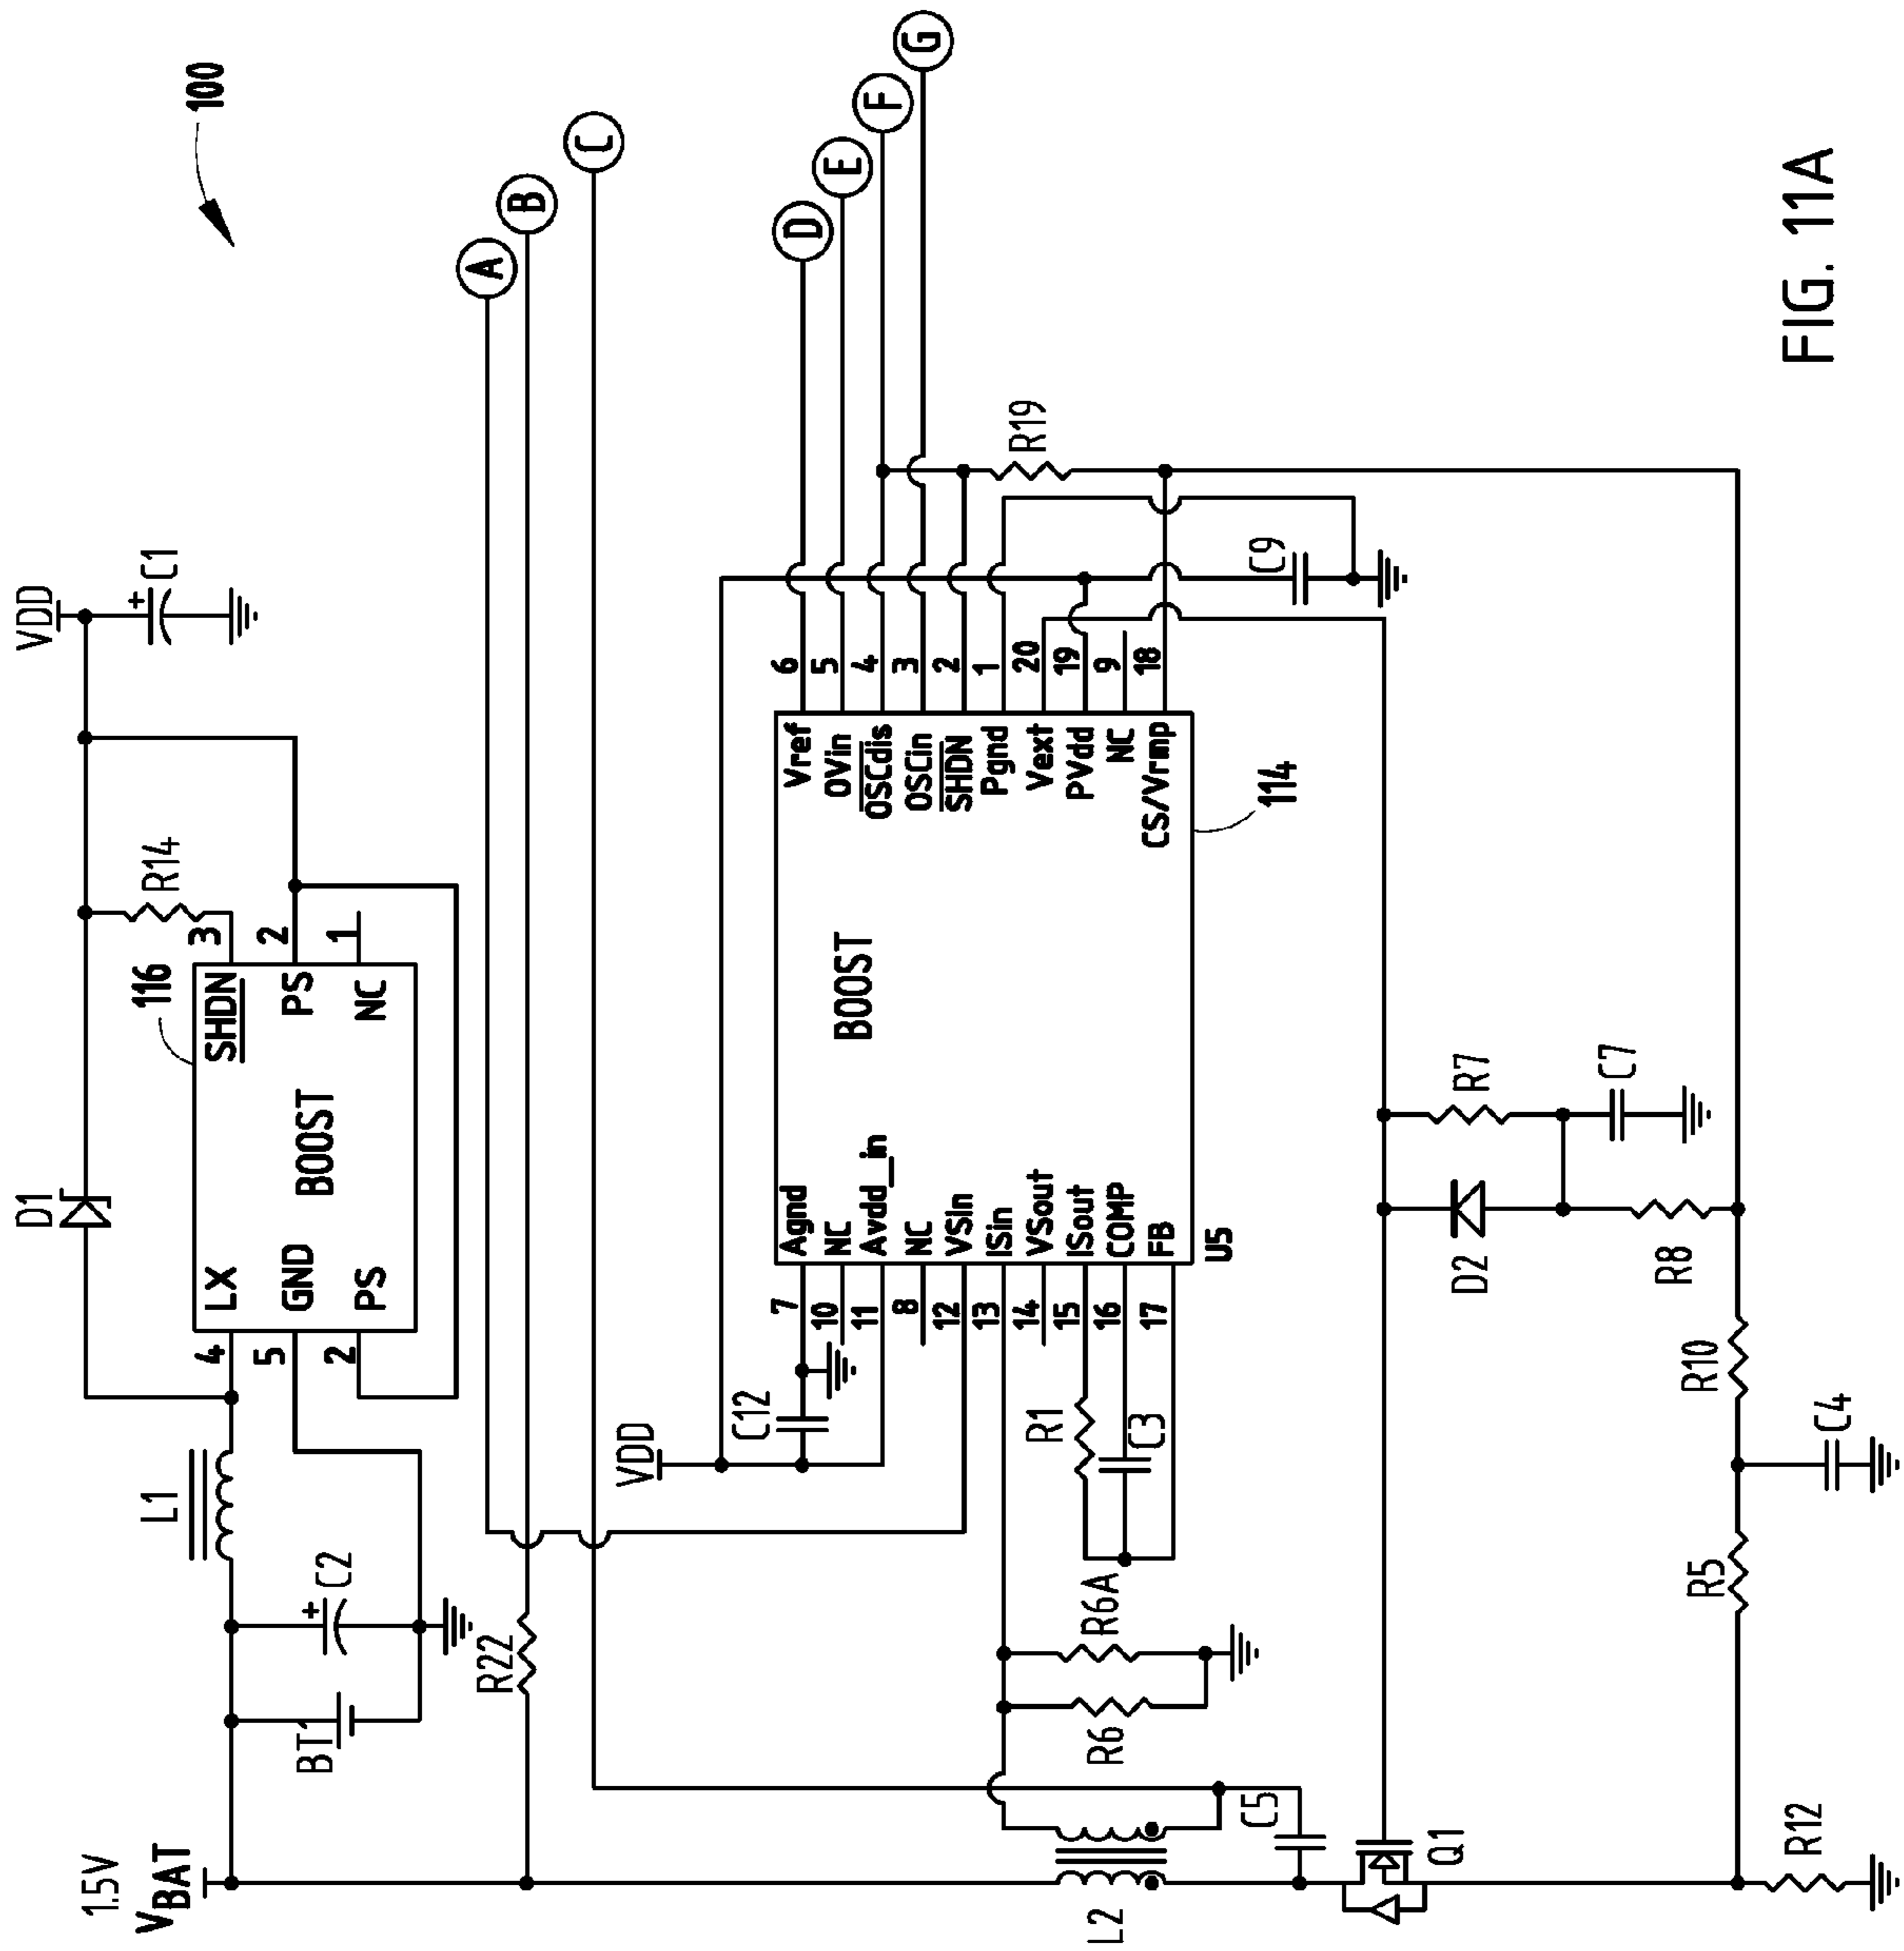 100
VDD
C1
D1
R14
116
LX
GND
PS
BOOST
SHDN
PS
NC
4
5
2
3
2
1
L1
C2
BT1
1.5V
VBAT
R22
A
B
C
D
E
F
G
VDD
C12
Agnd
NC
Avdd_in
NC
VSin
ISin
VSout
ISout
COMP
FB
7
10
11
8
12
13
14
15
16
17
BOOST
Vref
OVin
OSCdis
OSCin
SHDN
Pgnd
Vext
PVdd
NC
CS/Vrmp
6
5
4
3
2
1
20
19
9
18
U5
114
R19
C9
R1
C3
R6A
R6
L2
C5
Q1
D2
R7
C7
R8
R10
C4
R5
R12
FIG. 11A